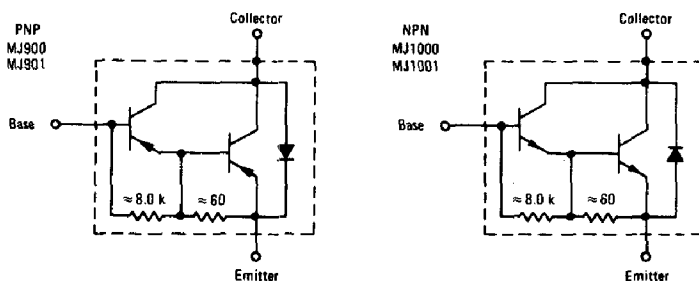 PNP
MJ900
MJ901
Collector
Base
≈ 8.0 k
≈ 60
Emitter
NPN
MJ1000
MJ1001
Collector
Base
≈ 8.0 k
≈ 60
Emitter